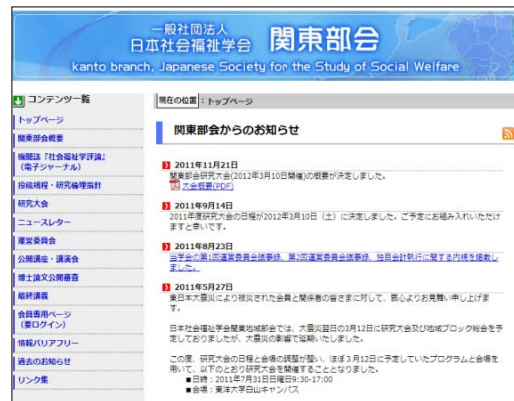 一般社団法人
日本社会福祉学会 関東部会
kanto branch, Japanese Society for the Study of Social Welfare
コンテンツ一覧
トップページ
関東部会概要
機関誌『社会福祉学評論』
(電子ジャーナル)
投稿規程・研究倫理指針
研究大会
ニュースレター
運営委員会
公開講座・講演会
博士論文公開審査
最終講義
会員専用ページ
(要ログイン)
情報バリアフリー
過去のお知らせ
リンク集
現在の位置:トップページ
関東部会からのお知らせ
2011年11月21日
関東部会研究大会(2012年3月10日開催)の概要が決定しました。
大会概要(PDF)
2011年9月14日
2011年度研究大会の日程が2012年3月10日(土)に決定しました。ご予定にお組み入れいただけ
ますと幸いです。
2011年8月23日
当学会の第1回運営委員会議事録、第2回運営委員会議事録、独自会計執行に関する内規を掲載し
ました。
2011年5月27日
東日本大震災により被災された会員と関係者の皆さまに対して、衷心よりお見舞い申し上げま
す。
日本社会福祉学会関東地域部会では、大震災翌日の3月12日に研究大会及び地域ブロック総会を予
定しておりましたが、大震災の影響で延期いたしました。
この度、研究大会の日程と会場の調整が整い、ほぼ3月12日に予定していたプログラムと会場を
用いて、以下のとおり研究大会を開催することとなりました。
■日時:2011年7月31日日曜日9:30-17:00
■会場:東洋大学白山キャンパス